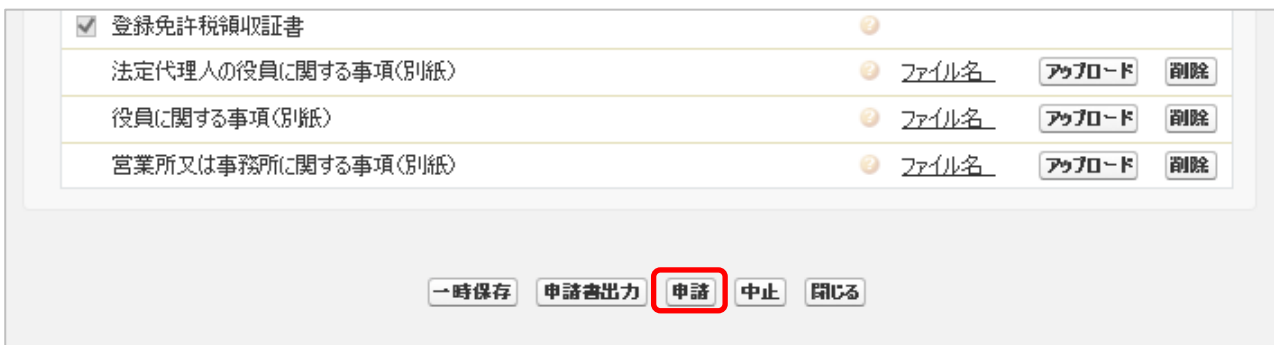 登録免許税領収証書 ?
法定代理人の役員に関する事項(別紙) ? ファイル名 アップロード 削除
役員に関する事項(別紙) ? ファイル名 アップロード 削除
営業所又は事務所に関する事項(別紙) ? ファイル名 アップロード 削除
一時保存 申請書出力 申請 中止 閉じる